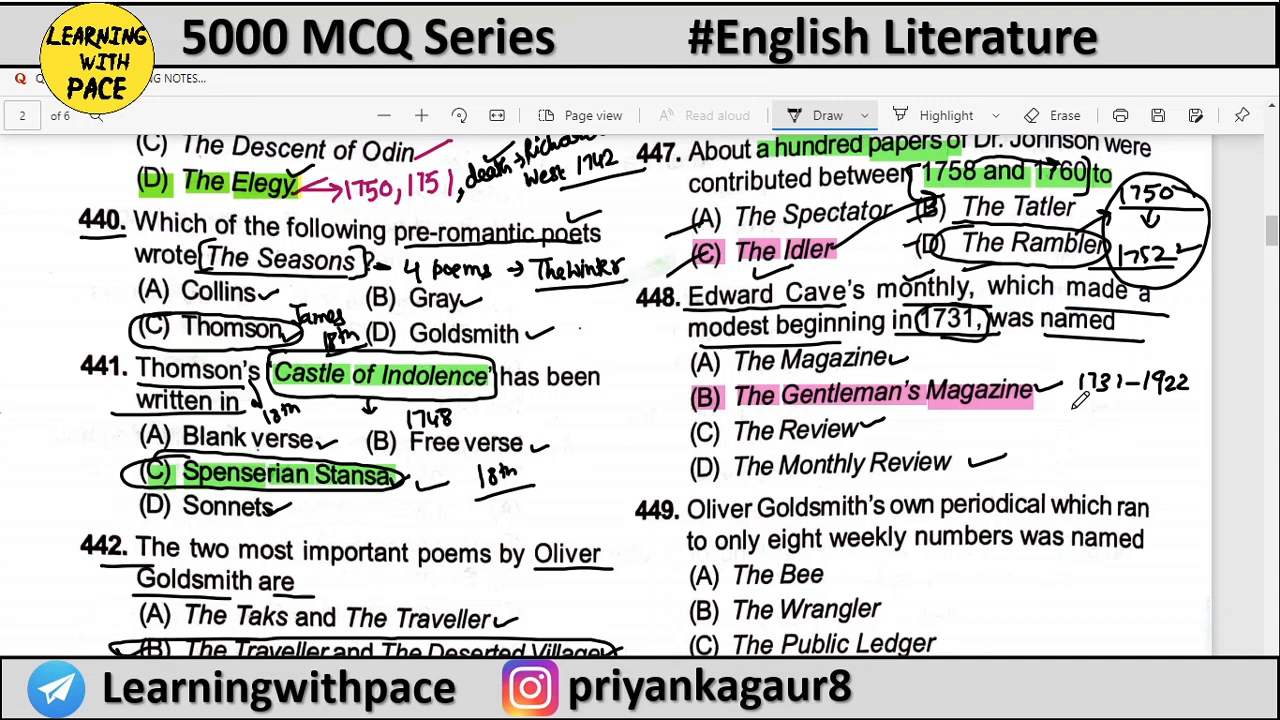 LEARNING
WITH
PACE
5000 MCQ Series
#English Literature
NG NOTES...
2 of 6
Page view
Read aloud
Draw
Highlight
Erase
(C) The Descent of Odin
(D) The Elegy
1750, 1751, death → Richard
West 1742
440. Which of the following pre-romantic poets
wrote The Seasons?
4 poems → The Winter
(A) Collins
(B) Gray
(C) Thomson
James
18th
(D) Goldsmith
441. Thomson's 'Castle of Indolence' has been
written in
18th
1748
(A) Blank verse
(B) Free verse
(C) Spenserian Stansa
18th
(D) Sonnets
442. The two most important poems by Oliver
Goldsmith are
(A) The Taks and The Traveller
(B) The Traveller and The Deserted Village
447. About a hundred papers of Dr. Johnson were
contributed between 1758 and 1760 to
(A) The Spectator
(B) The Tatler
(C) The Idler
(D) The Rambler
1750
1752
448. Edward Cave's monthly, which made a
modest beginning in 1731, was named
(A) The Magazine
(B) The Gentleman's Magazine
1731-1922
(C) The Review
(D) The Monthly Review
449. Oliver Goldsmith's own periodical which ran
to only eight weekly numbers was named
(A) The Bee
(B) The Wrangler
(C) The Public Ledger
Learningwithpace
priyankagaur8